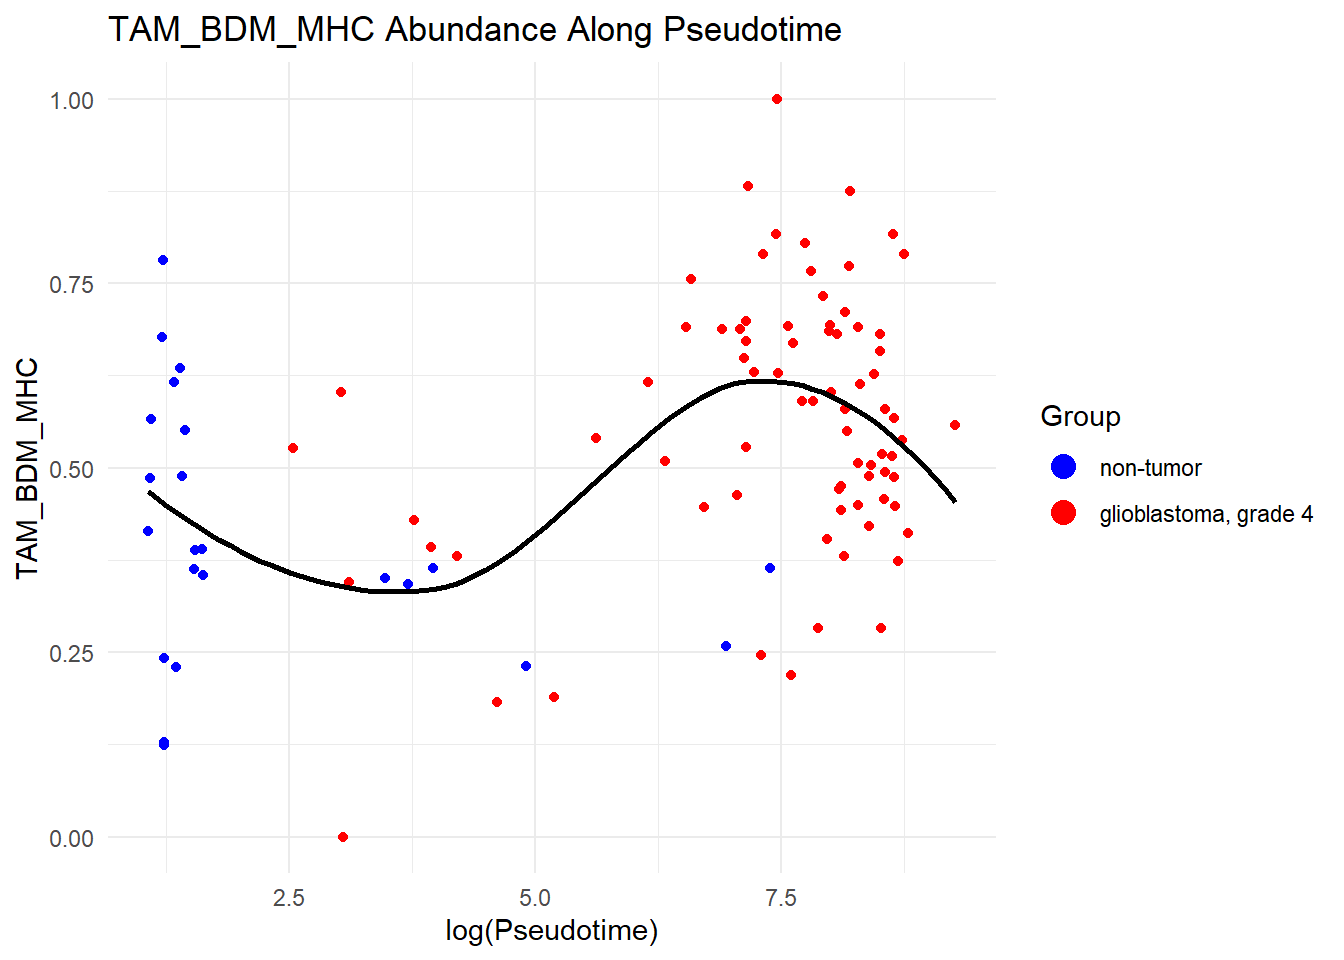 TAM_BDM_MHC Abundance Along Pseudotime
TAM_BDM_MHC
1.00
0.75
0.50
0.25
0.00
2.5 5.0 7.5
log(Pseudotime)
Group
non-tumor
glioblastoma, grade 4